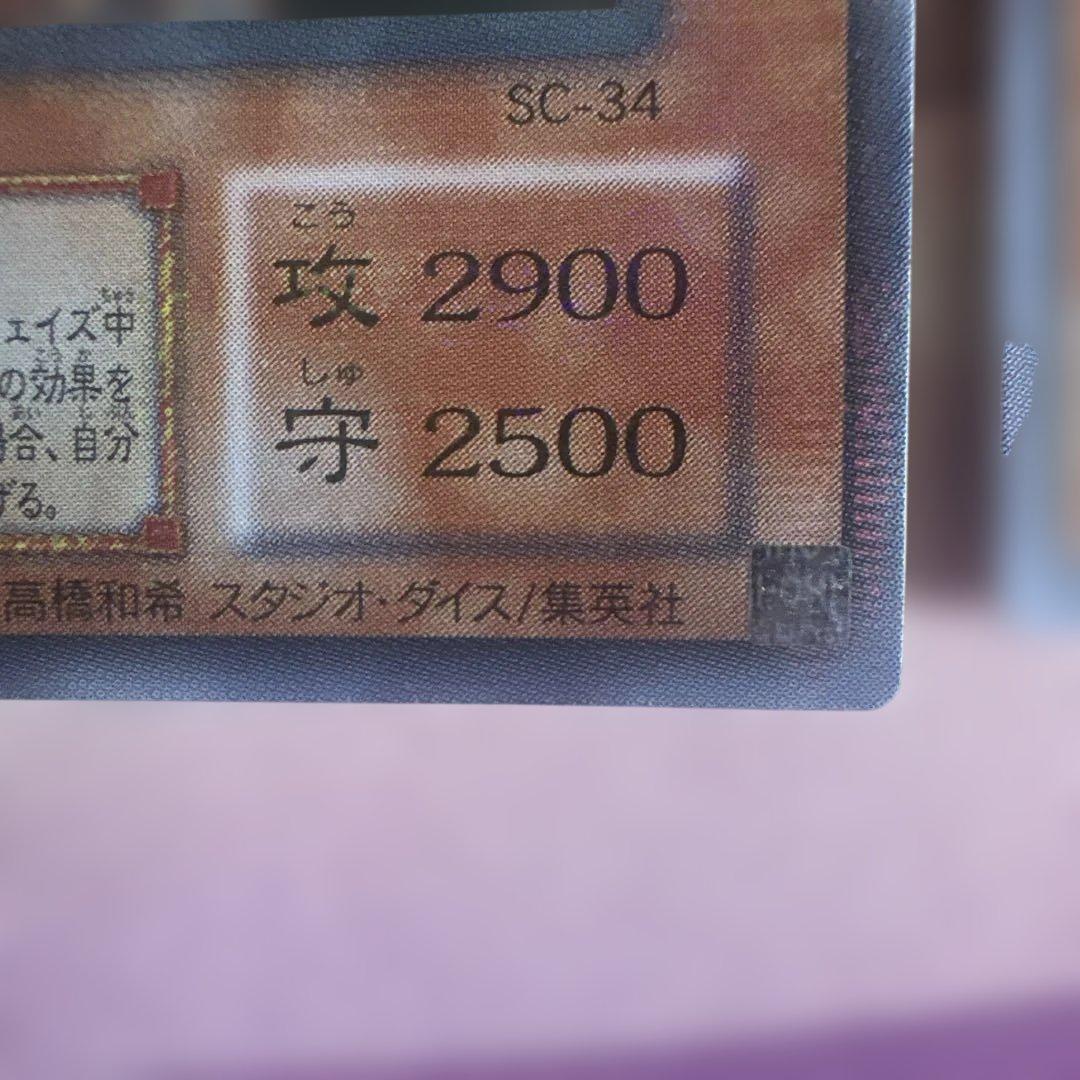 SC-34
ェイズ中
の効果を
場合、自分
げる。
こう
攻 2900
しゅ
守 2500
高橋和希 スタジオ・ダイス/集英社